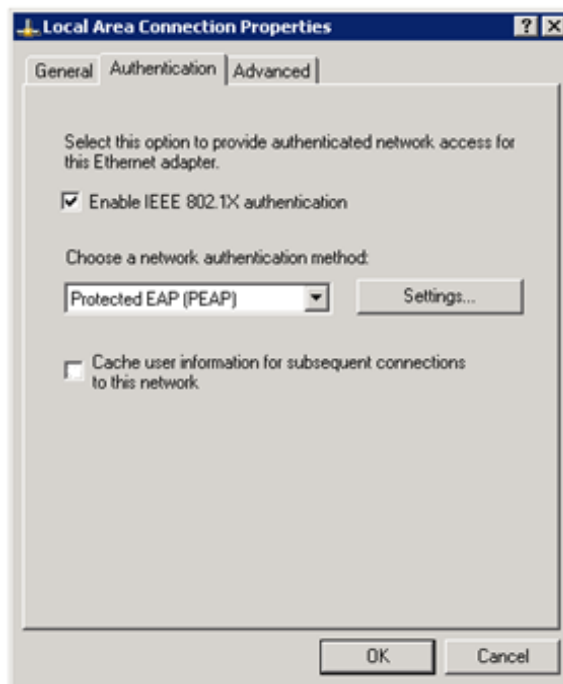 Local Area Connection Properties
General Authentication Advanced
Select this option to provide authenticated network access for
this Ethernet adapter.
Enable IEEE 802.1X authentication
Choose a network authentication method:
Protected EAP (PEAP) Settings...
Cache user information for subsequent connections
to this network
OK Cancel